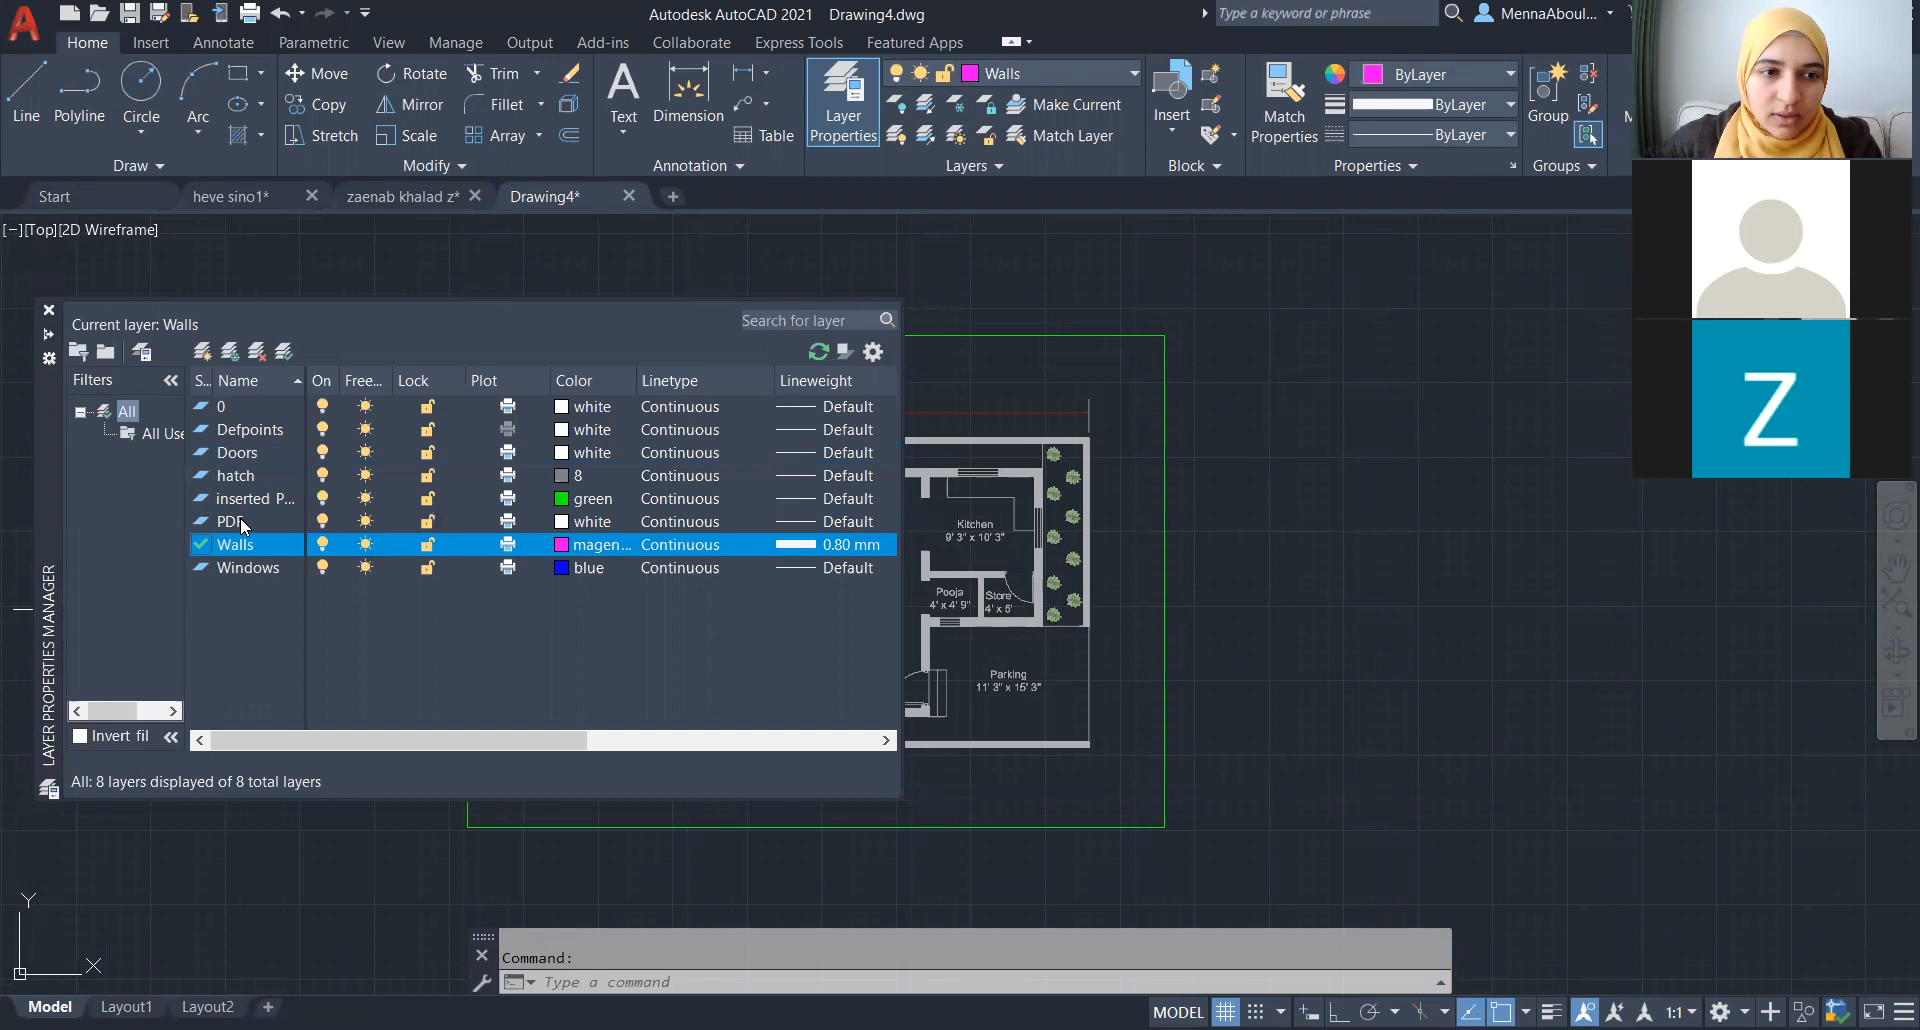 Autodesk AutoCAD 2021 Drawing4.dwg
Type a keyword or phrase
MennaAboul...
Home Insert Annotate Parametric View Manage Output Add-ins Collaborate Express Tools Featured Apps
Line Polyline Circle Arc
Move Rotate Trim
Copy Mirror Fillet
Stretch Scale Array
Text Dimension Table
Layer Properties
Walls
Make Current
Match Layer
Insert
Match Properties
ByLayer
ByLayer
ByLayer
Group
Draw Modify Annotation Layers Block Properties Groups
Start heve sino1* zaenab khalad z* Drawing4*
[−][Top][2D Wireframe]
Current layer: Walls
Search for layer
Filters
All
All Use
Invert fil
S... Name On Free... Lock Plot Color Linetype Lineweight
0 white Continuous Default
Defpoints white Continuous Default
Doors white Continuous Default
hatch 8 Continuous Default
inserted P... green Continuous Default
PDF white Continuous Default
Walls magen... Continuous 0.80 mm
Windows blue Continuous Default
All: 8 layers displayed of 8 total layers
LAYER PROPERTIES MANAGER
Kitchen
9' 3" x 10' 3"
Pooja
4' x 4' 9"
Store
4' x 5'
Parking
11' 3" x 15' 3"
Z
Y
X
Command:
Type a command
Model Layout1 Layout2
MODEL
1:1